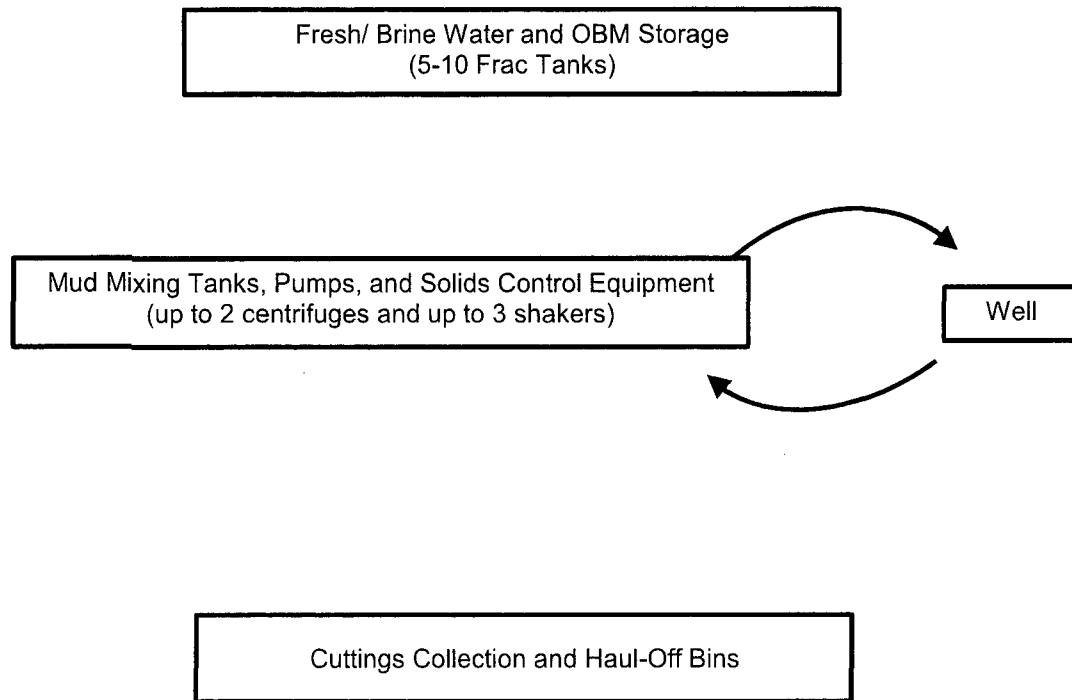 Fresh/ Brine Water and OBM Storage
(5-10 Frac Tanks)
Mud Mixing Tanks, Pumps, and Solids Control Equipment
(up to 2 centrifuges and up to 3 shakers)
Well
Cuttings Collection and Haul-Off Bins